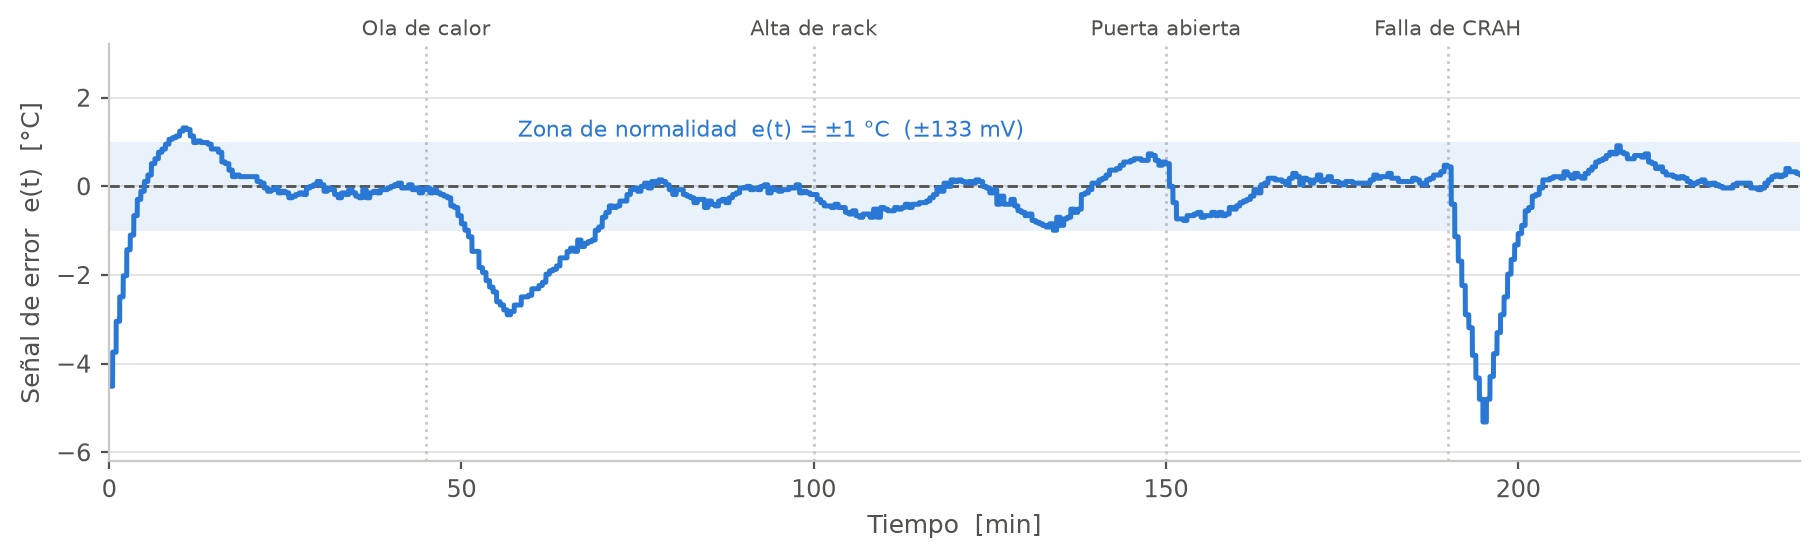 Ola de calor
Alta de rack
Puerta abierta
Falla de CRAH
Zona de normalidad  e(t) = ±1 °C  (±133 mV)
Señal de error  e(t)  [°C]
2
0
−2
−4
−6
0
50
100
150
200
Tiempo  [min]